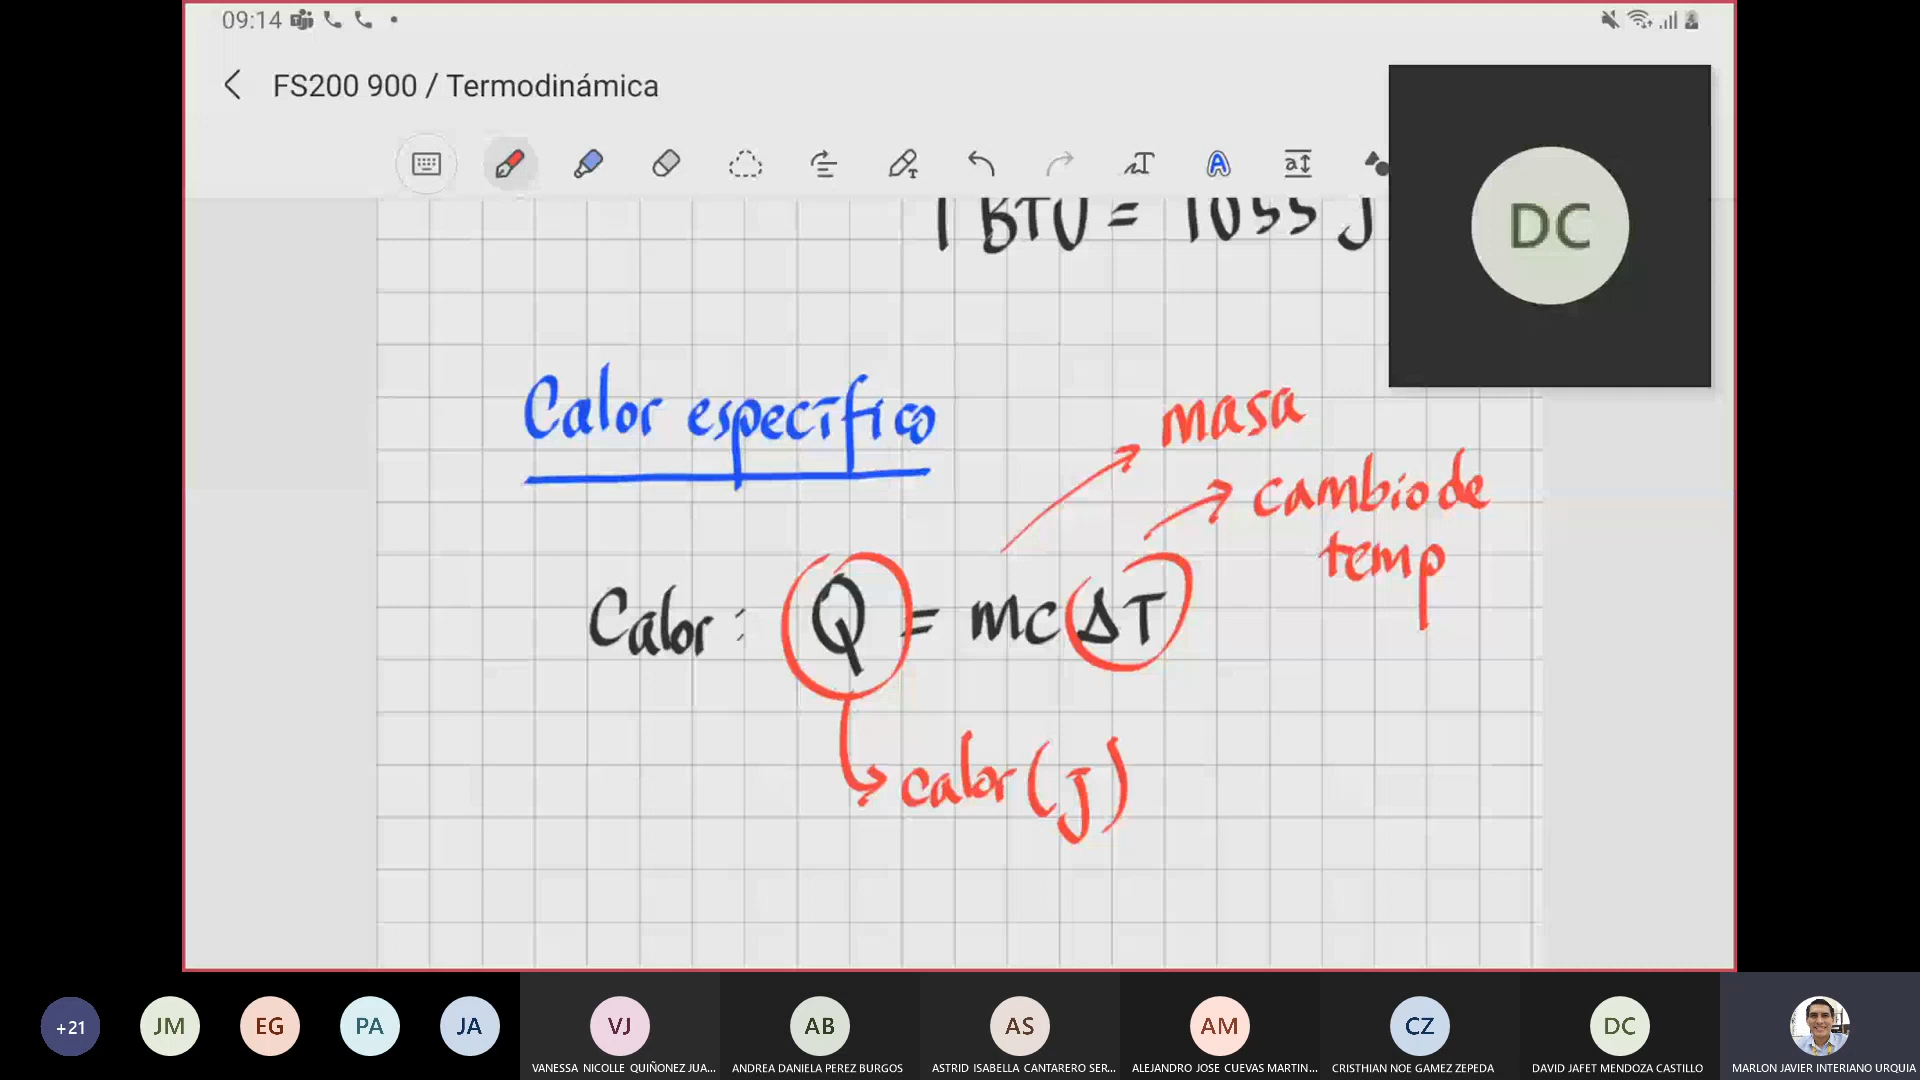 09:14
FS200 900 / Termodinámica
1 BTU = 1055 J
DC
Calor específico
masa
cambio de
temp
Calor: Q = mcΔT
calor (J)
+21
JM
EG
PA
JA
VJ
AB
AS
AM
CZ
DC
VANESSA NICOLLE QUIÑONEZ JUA...
ANDREA DANIELA PEREZ BURGOS
ASTRID ISABELLA CANTARERO SER...
ALEJANDRO JOSE CUEVAS MARTIN...
CRISTHIAN NOE GAMEZ ZEPEDA
DAVID JAFET MENDOZA CASTILLO
MARLON JAVIER INTERIANO URQUIA